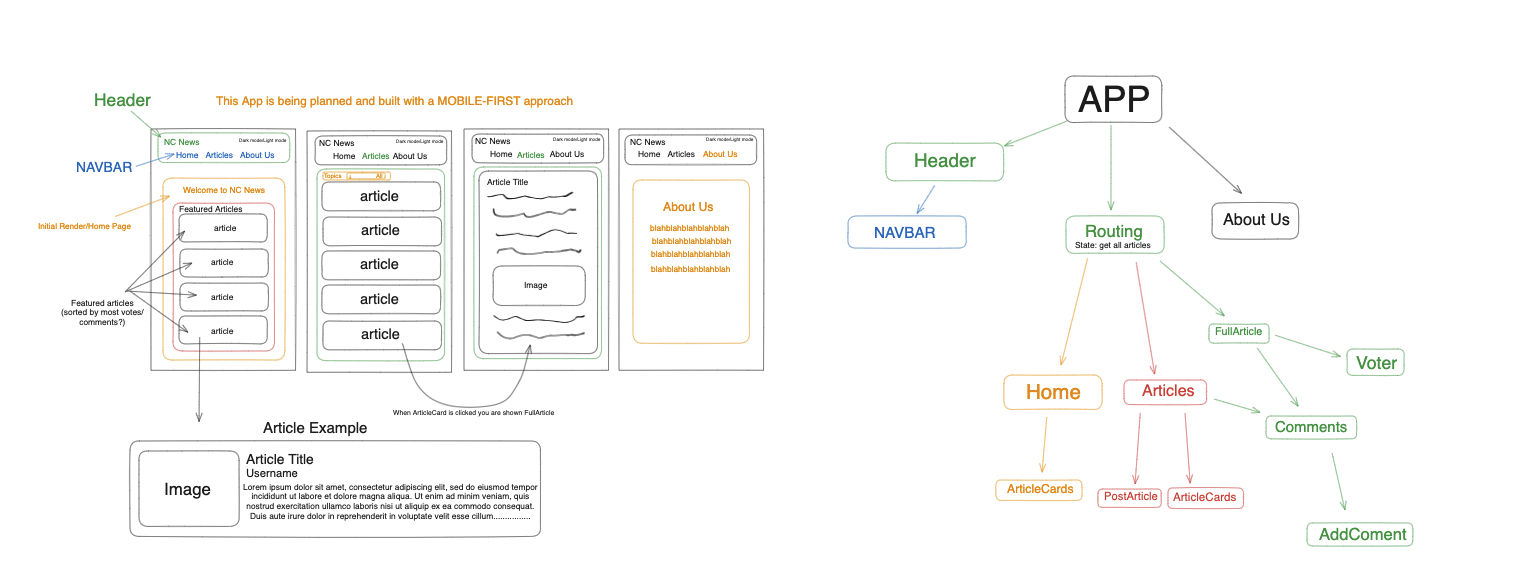 Header
This App is being planned and built with a MOBILE-FIRST approach
NAVBAR
Initial Render/Home Page
Featured articles
(sorted by most votes/
comments?)
NC News
Dark mode/Light mode
Home Articles About Us
Welcome to NC News
Featured Articles
article
article
article
article
NC News
Dark mode/Light mode
Home Articles About Us
Topics All
article
article
article
article
article
NC News
Dark mode/Light mode
Home Articles About Us
Article Title
Image
NC News
Dark mode/Light mode
Home Articles About Us
About Us
blahblahblahblahblah
blahblahblahblahblah
blahblahblahblahblah
blahblahblahblahblah
When ArticleCard is clicked you are shown FullArticle
Article Example
Image
Article Title
Username
Lorem ipsum dolor sit amet, consectetur adipiscing elit, sed do eiusmod tempor
incididunt ut labore et dolore magna aliqua. Ut enim ad minim veniam, quis
nostrud exercitation ullamco laboris nisi ut aliquip ex ea commodo consequat.
Duis aute irure dolor in reprehenderit in voluptate velit esse cillum................
APP
Header
NAVBAR
Routing
State: get all articles
About Us
FullArticle
Voter
Home
Articles
Comments
ArticleCards
PostArticle
ArticleCards
AddComent